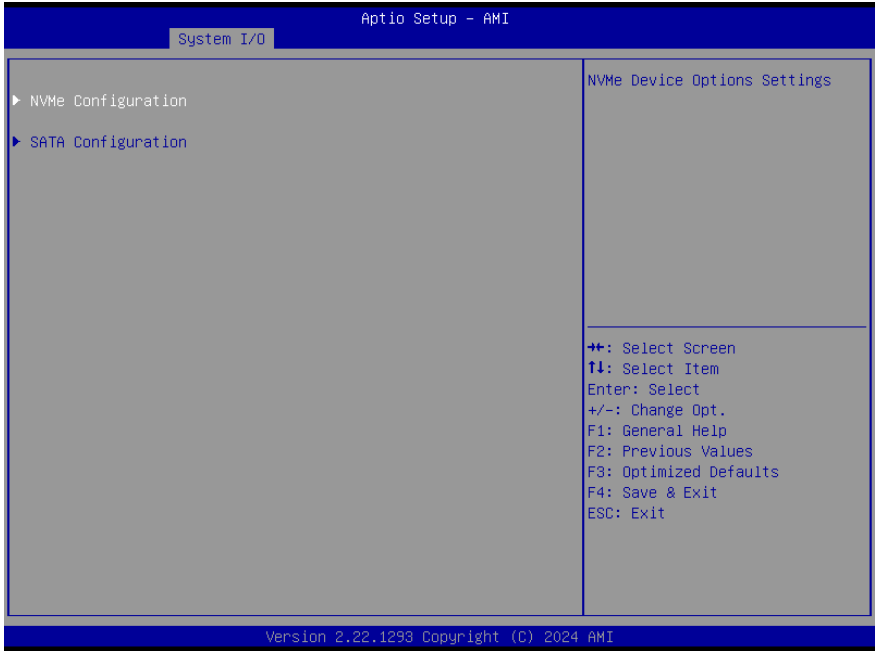 Aptio Setup – AMI
System I/O
▶ NVMe Configuration
▶ SATA Configuration
NVMe Device Options Settings
→←: Select Screen
↑↓: Select Item
Enter: Select
+/-: Change Opt.
F1: General Help
F2: Previous Values
F3: Optimized Defaults
F4: Save & Exit
ESC: Exit
Version 2.22.1293 Copyright (C) 2024 AMI